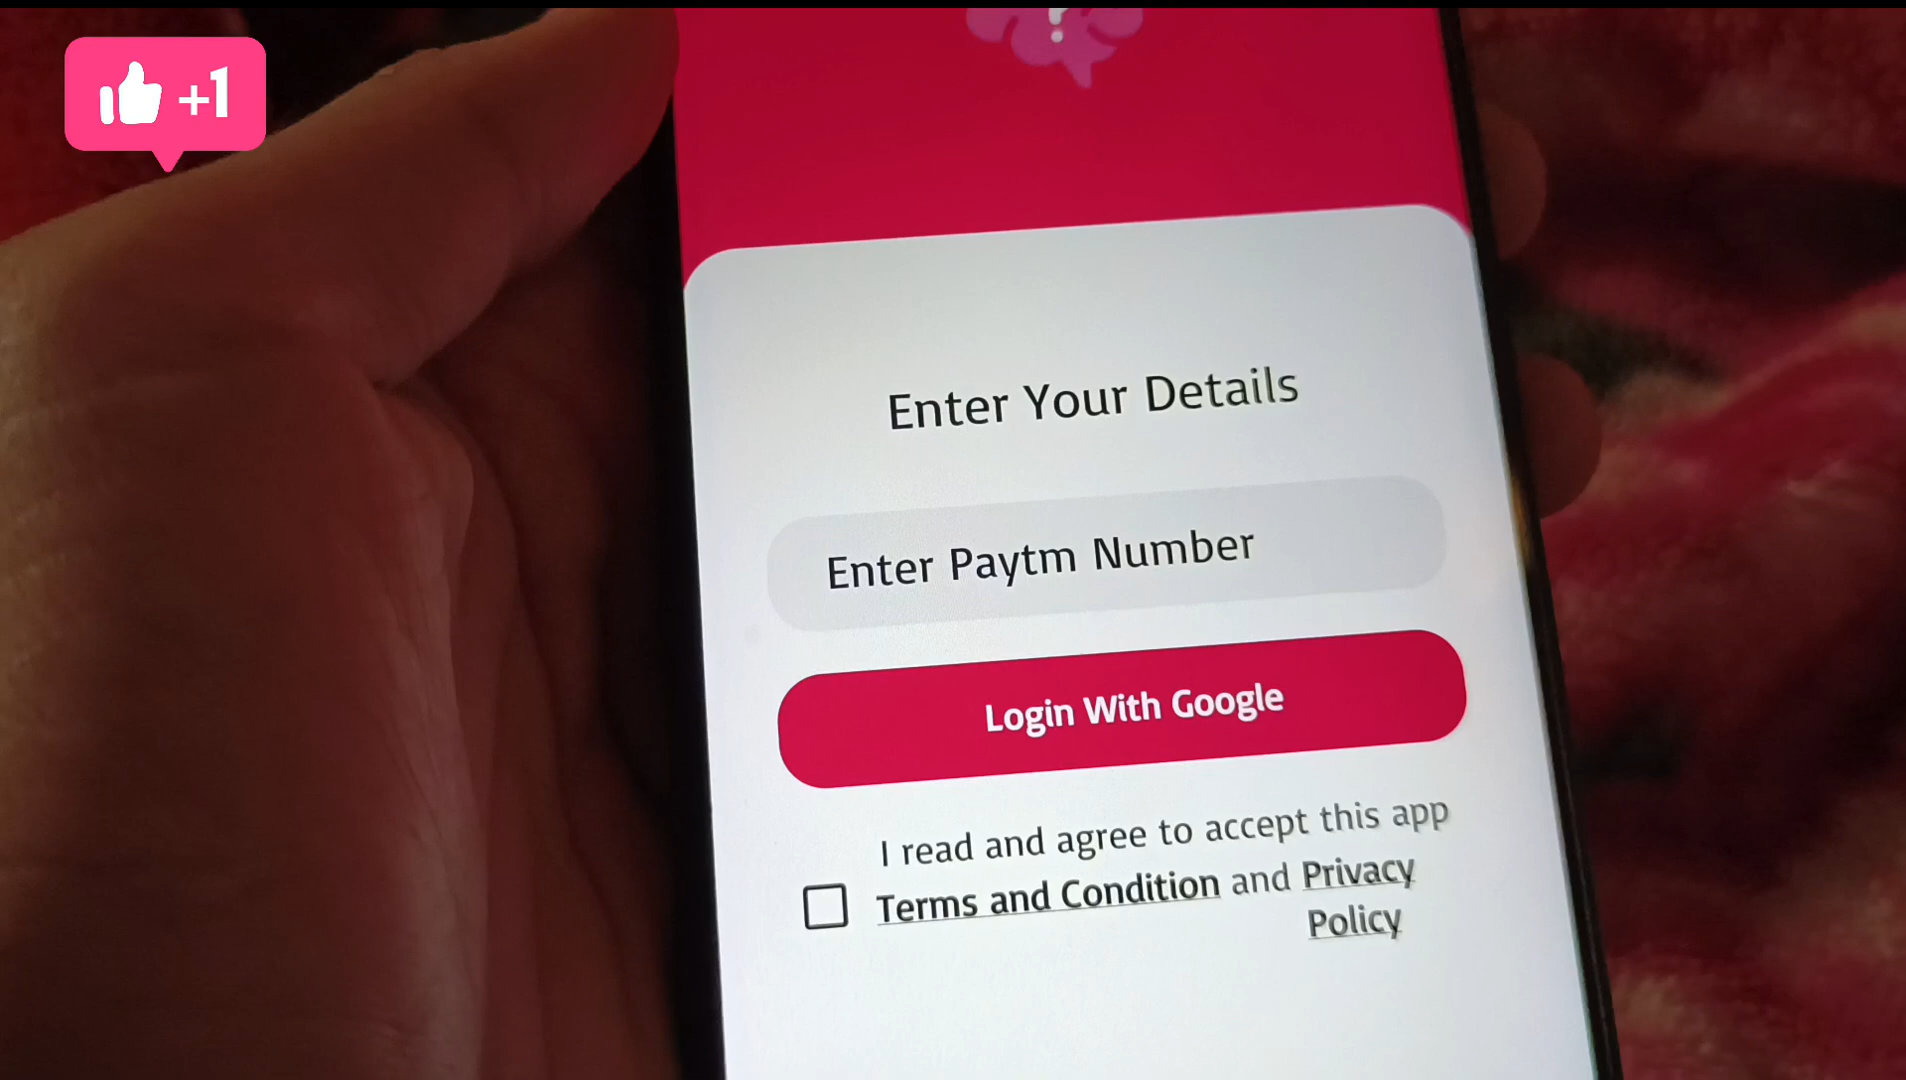 +1
?
Enter Your Details
Enter Paytm Number
Login With Google
I read and agree to accept this app
Terms and Condition and Privacy
Policy